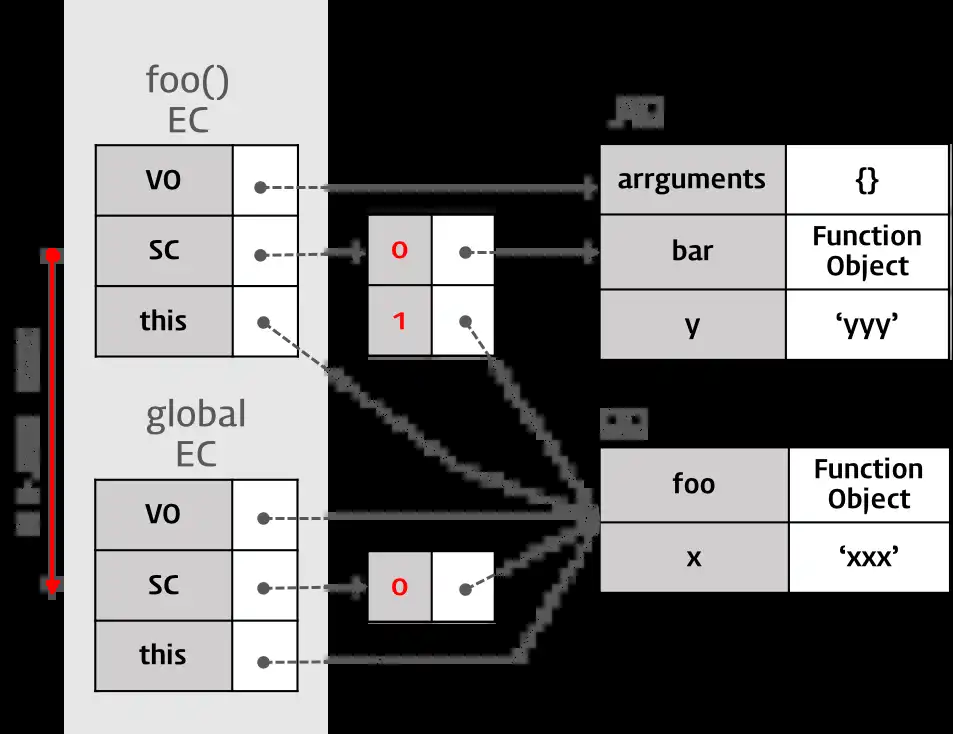 foo()
EC
VO
SC
this
0
1
AO
arrguments
{}
bar
Function
Object
y
‘yyy’
global
EC
VO
SC
this
0
foo
Function
Object
x
‘xxx’